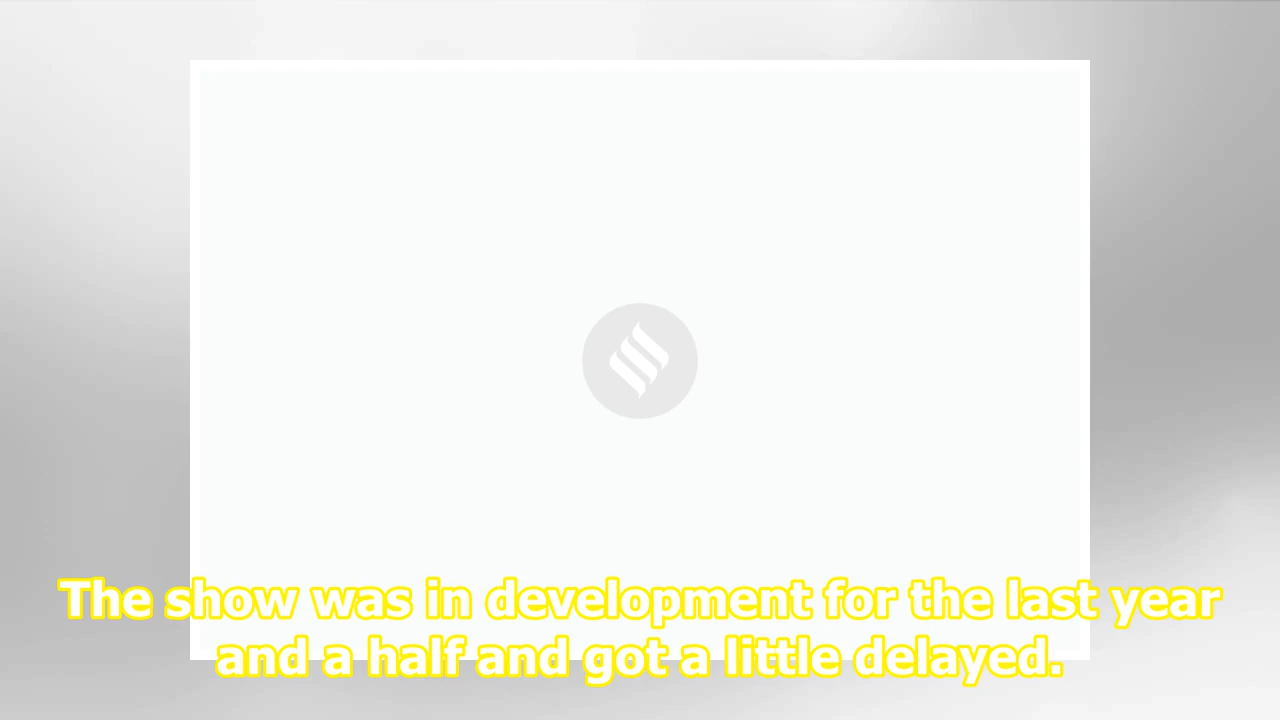 The show was in development for the last year
and a half and got a little delayed.